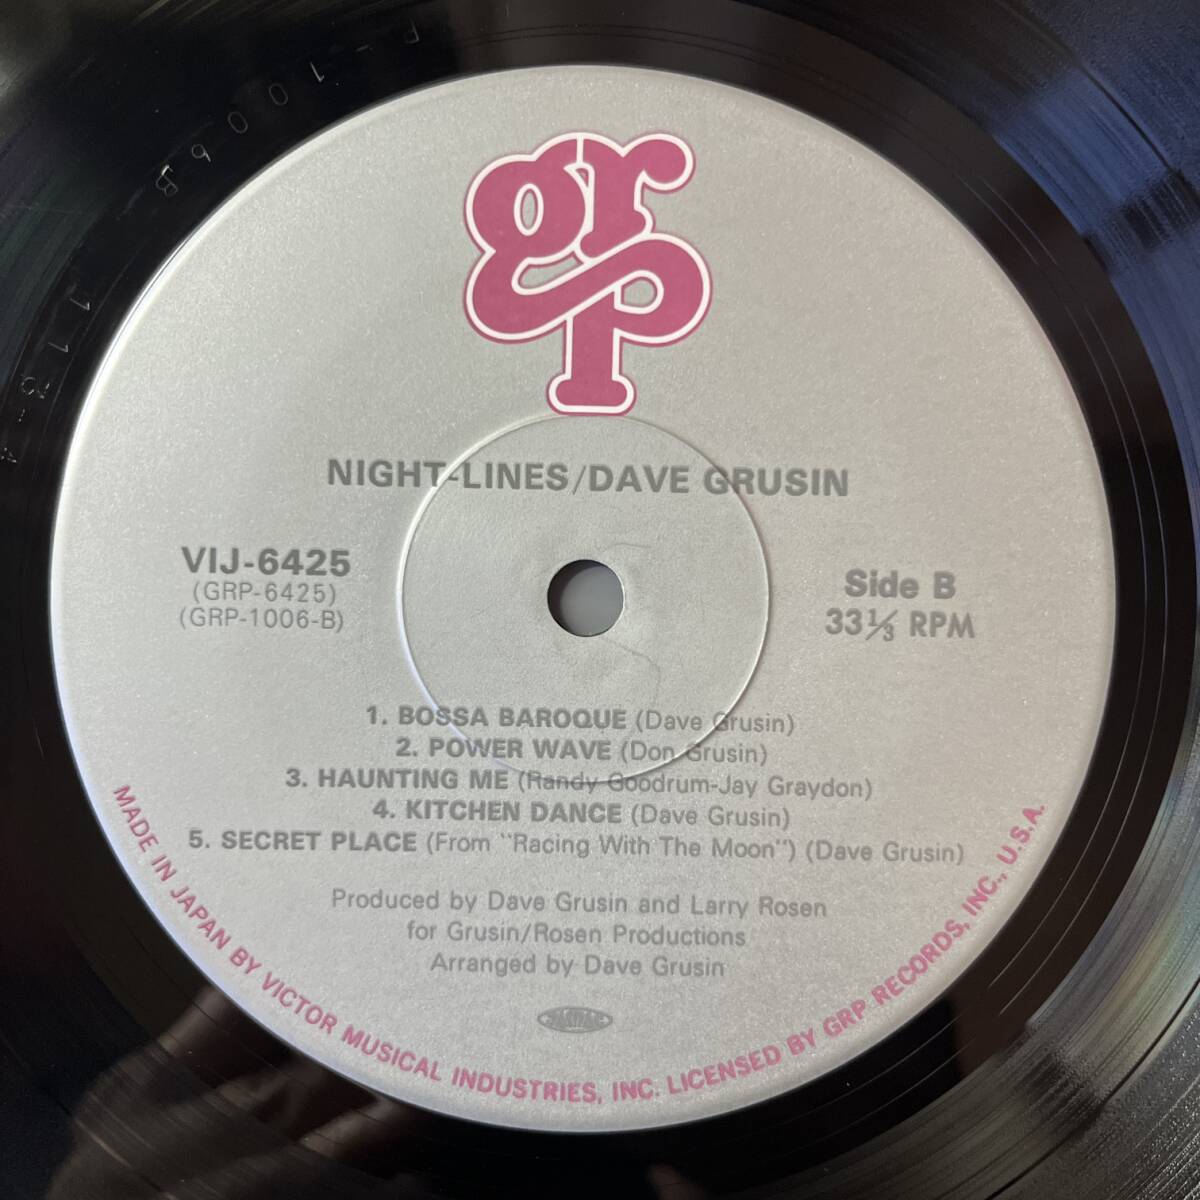 grp
NIGHT-LINES/DAVE GRUSIN
VIJ-6425
(GRP-6425)
(GRP-1006-B)
Side B
33⅓ RPM
1. BOSSA BAROQUE (Dave Grusin)
2. POWER WAVE (Don Grusin)
3. HAUNTING ME (Randy Goodrum-Jay Graydon)
4. KITCHEN DANCE (Dave Grusin)
5. SECRET PLACE (From "Racing With The Moon") (Dave Grusin)
Produced by Dave Grusin and Larry Rosen
for Grusin/Rosen Productions
Arranged by Dave Grusin
MADE IN JAPAN BY VICTOR MUSICAL INDUSTRIES, INC. LICENSED BY GRP RECORDS, INC., U.S.A.